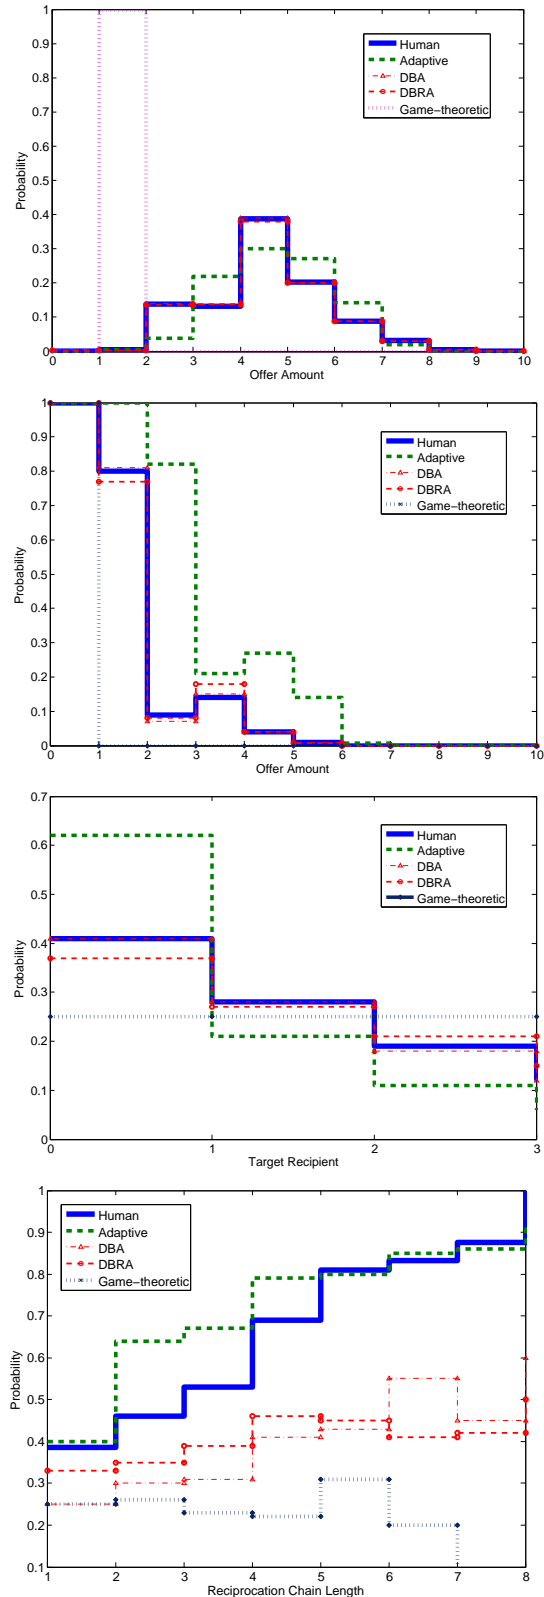 1
0.9
0.8
0.7
0.6
0.5
0.4
0.3
0.2
0.1
0
Probability
Human
Adaptive
DBA
DBRA
Game-theoretic
0 1 2 3 4 5 6 7 8 9 10
Offer Amount
1
0.9
0.8
0.7
0.6
0.5
0.4
0.3
0.2
0.1
0
Probability
Human
Adaptive
DBA
DBRA
Game-theoretic
0 1 2 3 4 5 6 7 8 9 10
Offer Amount
0.7
0.6
0.5
0.4
0.3
0.2
0.1
0
Probability
Human
Adaptive
DBA
DBRA
Game-theoretic
0 1 2 3
Target Recipient
1
0.9
0.8
0.7
0.6
0.5
0.4
0.3
0.2
0.1
Probability
Human
Adaptive
DBA
DBRA
Game-theoretic
1 2 3 4 5 6 7 8
Reciprocation Chain Length